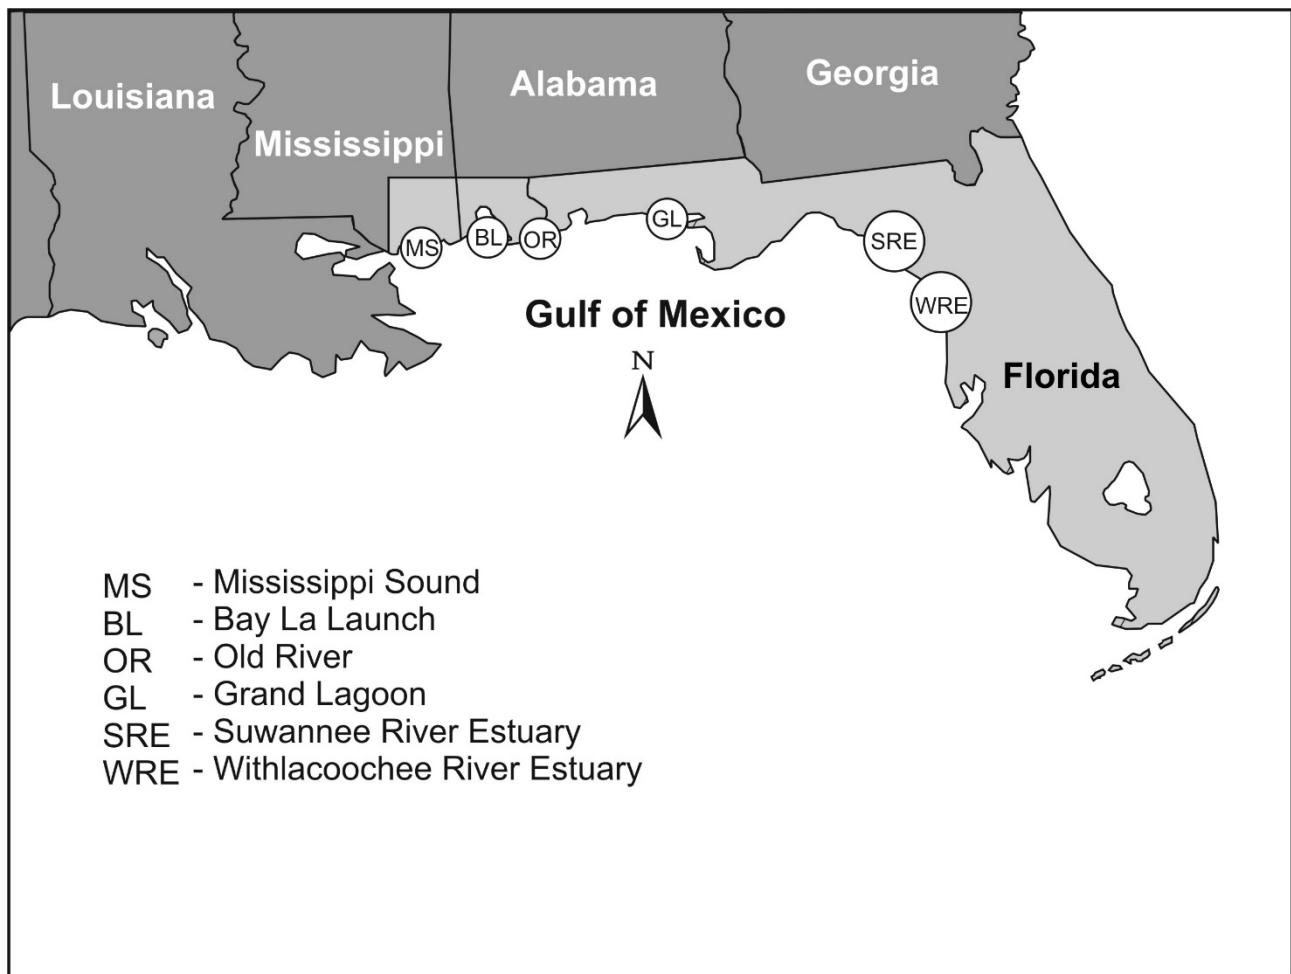 Louisiana
Mississippi
Alabama
Georgia
MS
BL
OR
GL
SRE
WRE
Gulf of Mexico
N
Florida
MS - Mississippi Sound
BL - Bay La Launch
OR - Old River
GL - Grand Lagoon
SRE - Suwannee River Estuary
WRE - Withlacoochee River Estuary